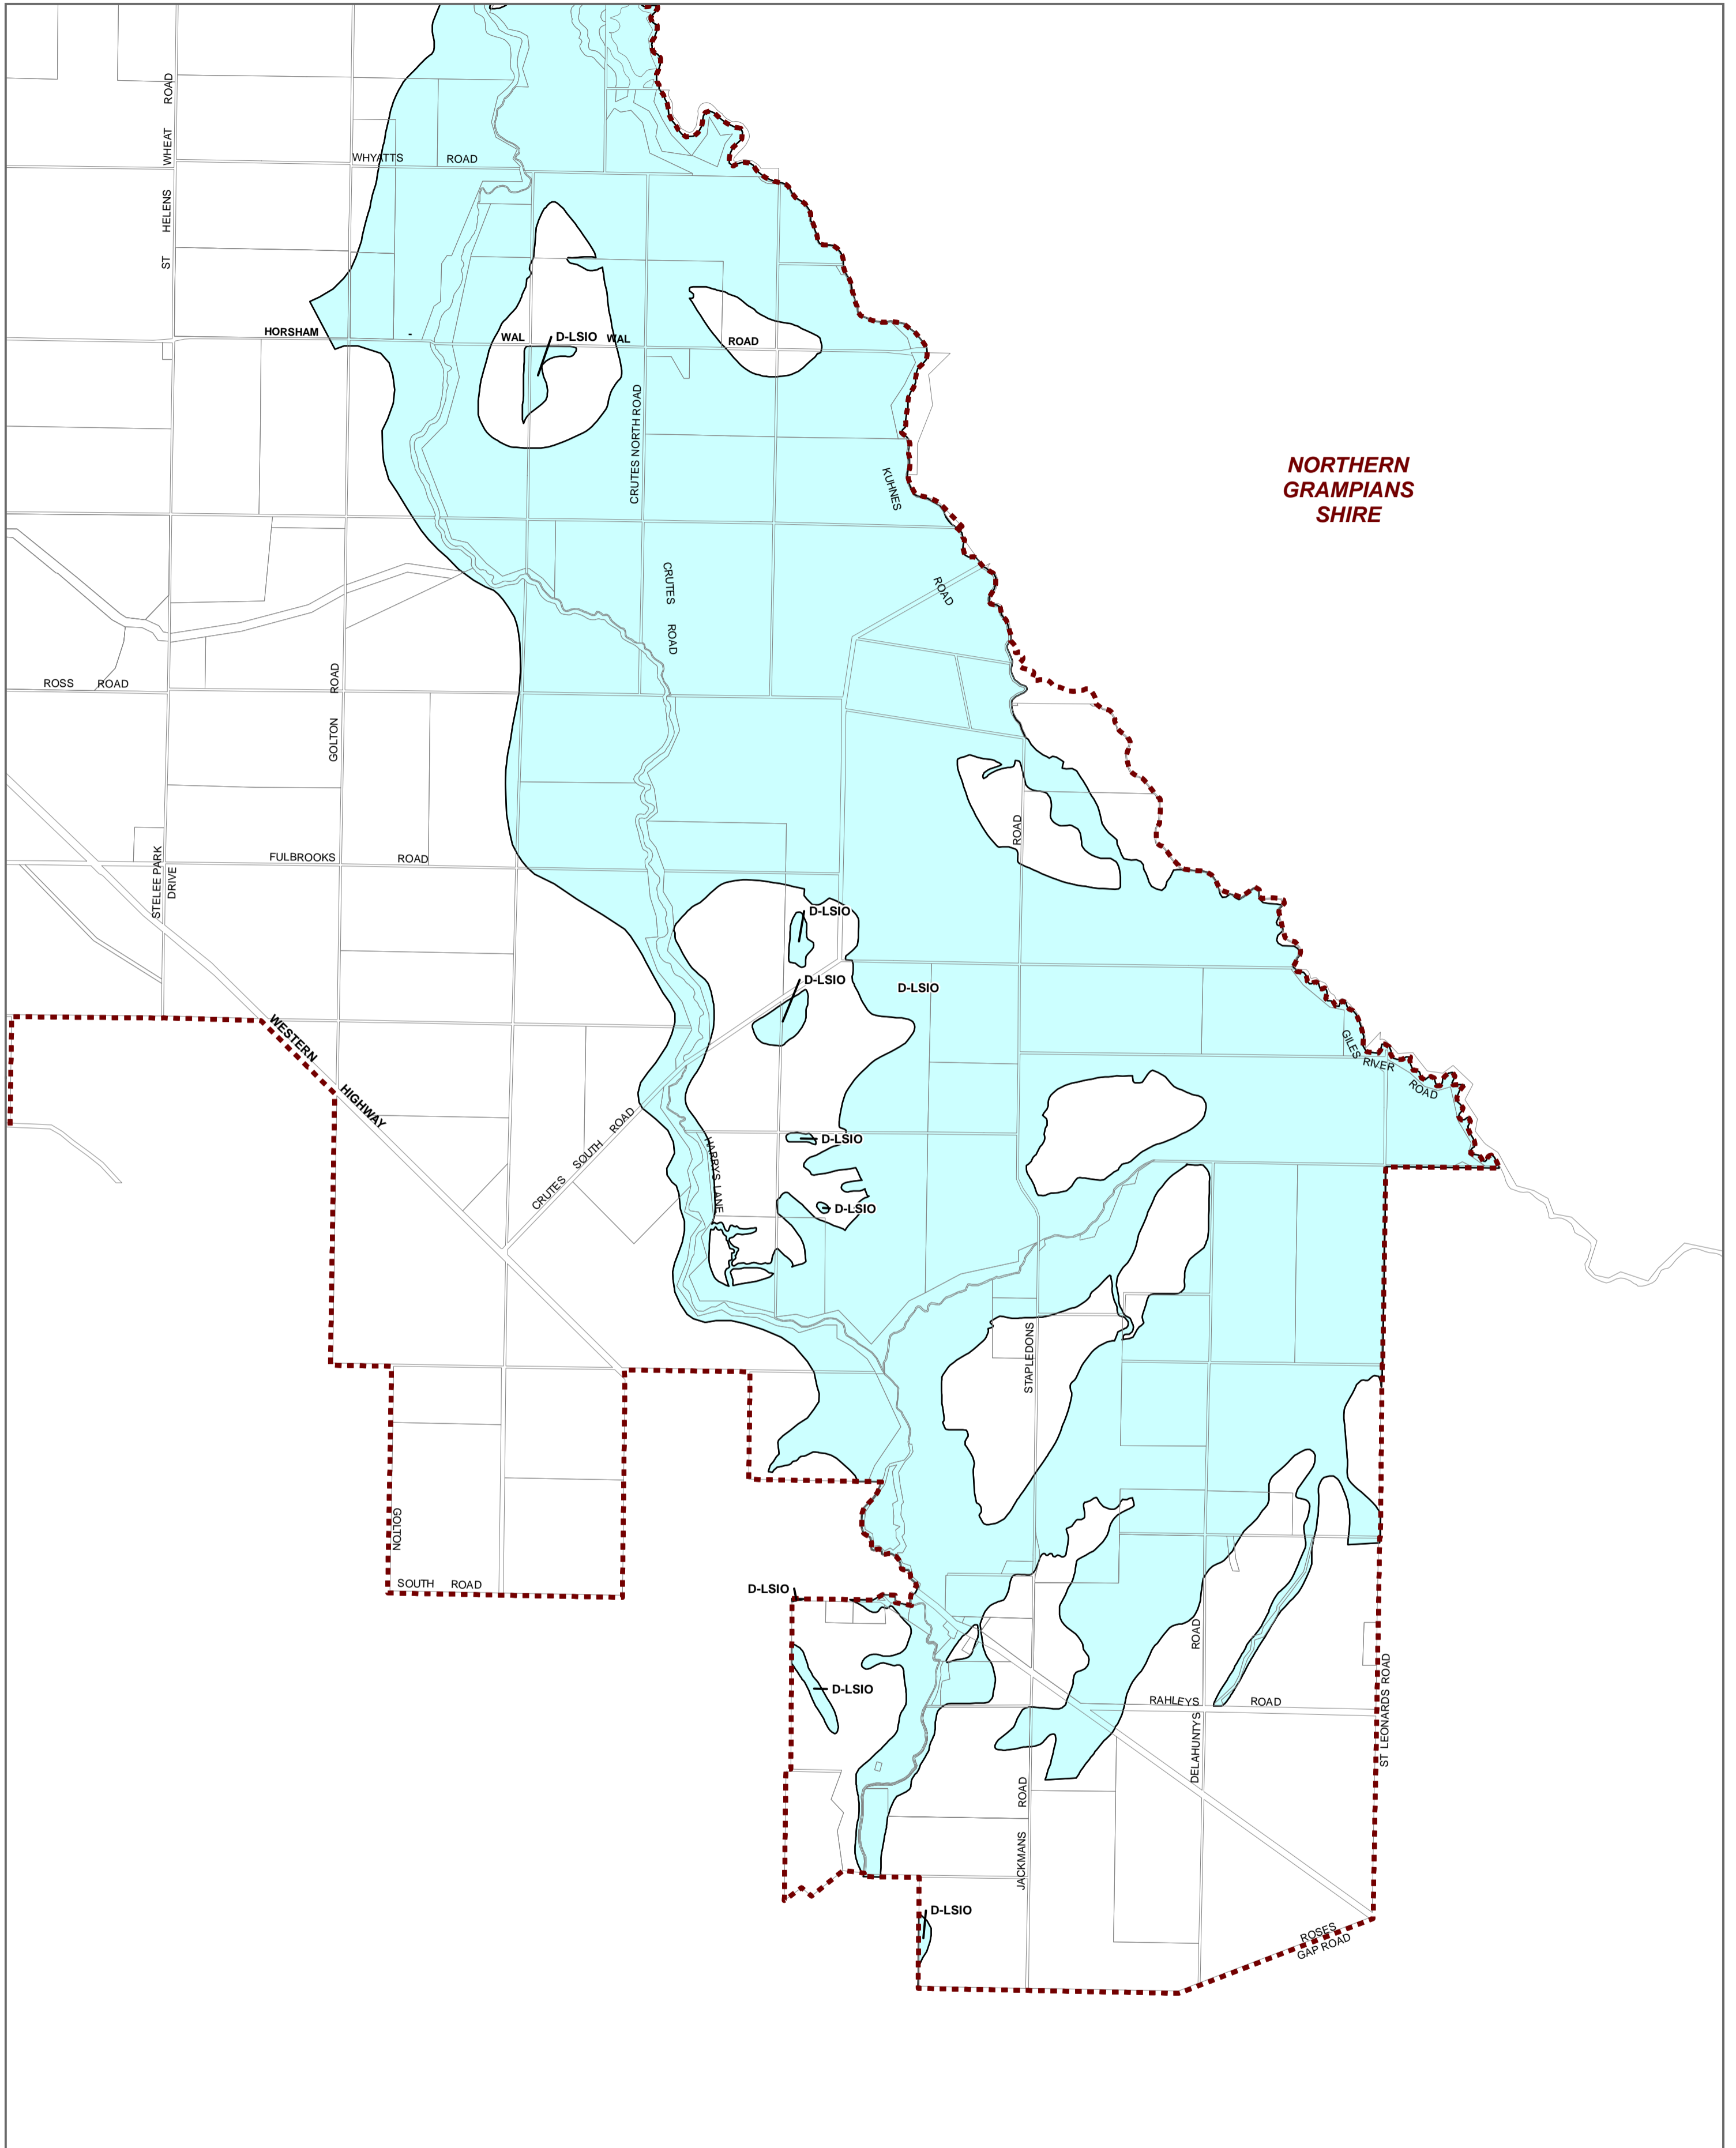 WHEAT ROAD
ST HELENS
WHYATTS ROAD
HORSHAM - WAL WAL ROAD
D-LSIO
CRUTES NORTH ROAD
KUHNES
ROAD
NORTHERN
GRAMPIANS
SHIRE
CRUTES ROAD
ROSS ROAD
GOLTON ROAD
ROAD
FULBROOKS ROAD
STELEE PARK
DRIVE
D-LSIO
D-LSIO
D-LSIO
WESTERN
HIGHWAY
GILES
RIVER
ROAD
CRUTES SOUTH ROAD
HARRYS LANE
D-LSIO
D-LSIO
STAPLEDONS
GOLTON
SOUTH ROAD
D-LSIO
D-LSIO
ROAD
RAHLEYS ROAD
DELAHUNTYS
ST LEONARDS ROAD
JACKMANS ROAD
D-LSIO
ROSES
GAP ROAD